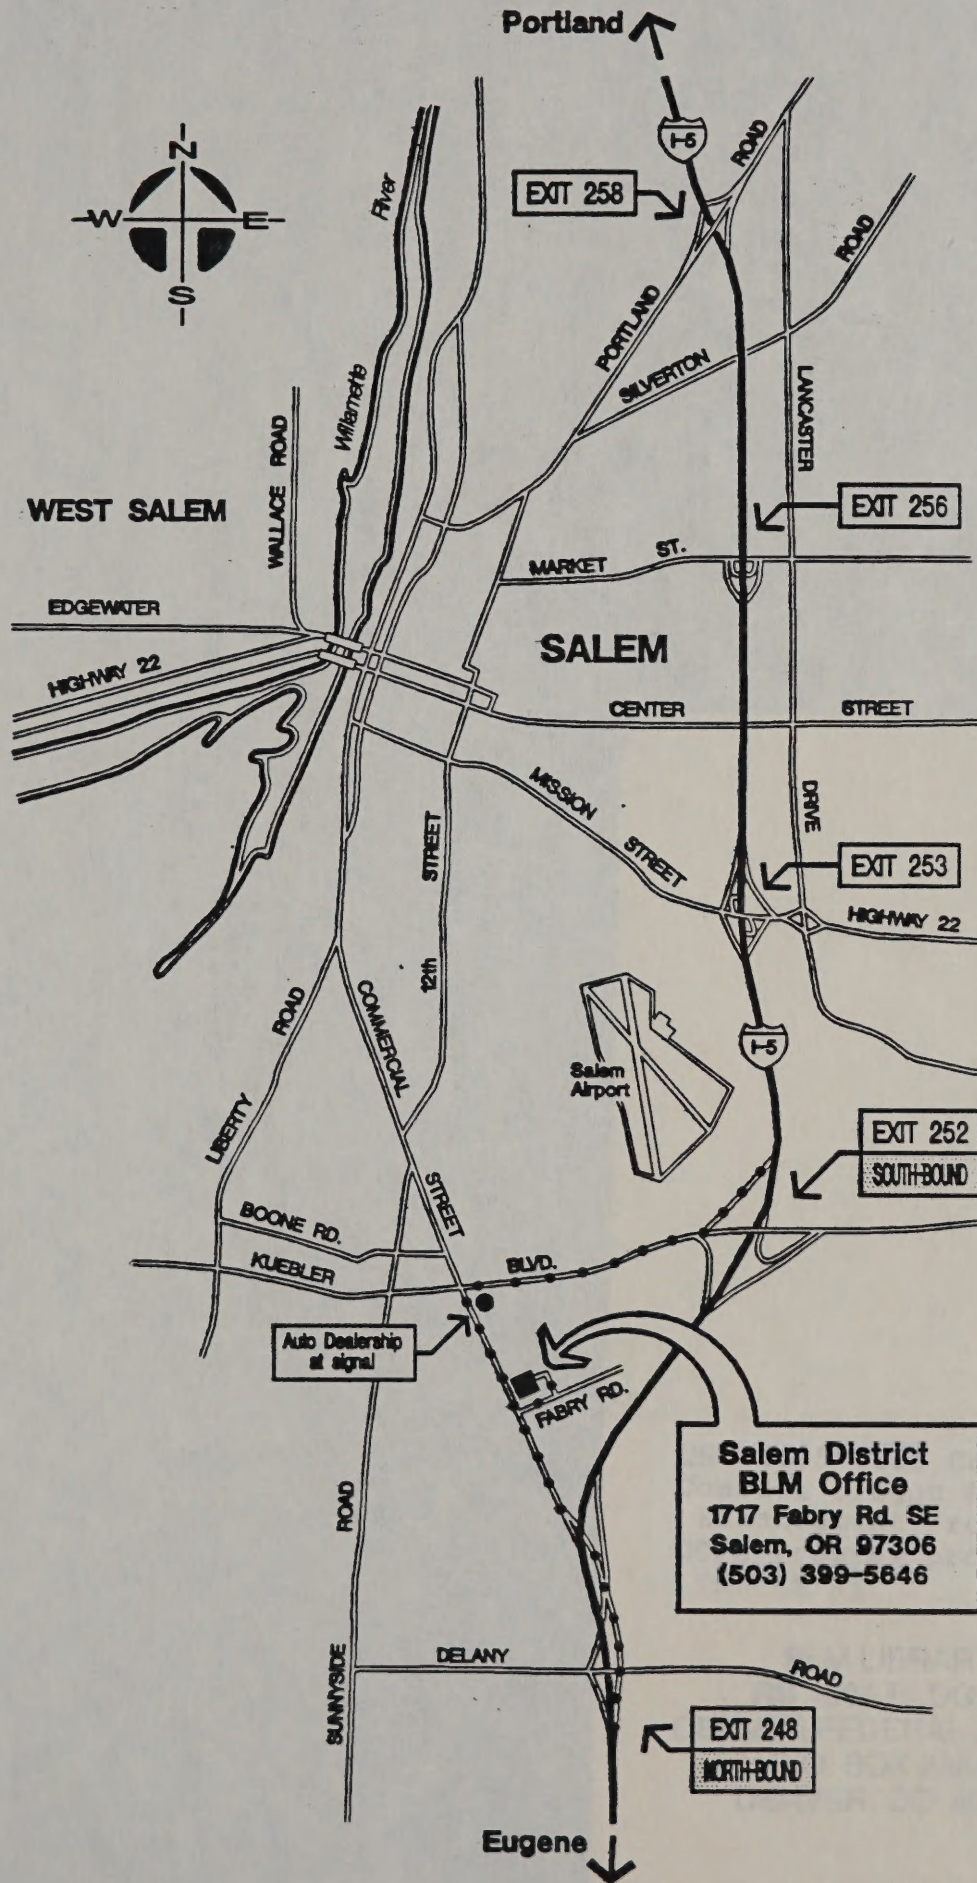 Portland
I-5
ROAD
EXIT 258
N
W E
S
River
ROAD
PORTLAND
SILVERTON
LANCASTER
Willamette
WALLACE ROAD
WEST SALEM
EXIT 256
MARKET ST.
EDGEWATER
SALEM
HIGHWAY 22
CENTER STREET
MISSION STREET
DRIVE
STREET
12th
EXIT 253
HIGHWAY 22
ROAD
LIBERTY
COMMERCIAL
STREET
I-5
Salem
Airport
EXIT 252
SOUTH-BOUND
BOONE RD.
KUEBLER BLVD.
Auto Dealership
at signal
FABRY RD.
Salem District
BLM Office
1717 Fabry Rd. SE
Salem, OR 97306
(503) 399-5646
ROAD
SUNNYSIDE
DELANY ROAD
EXIT 248
NORTH-BOUND
Eugene